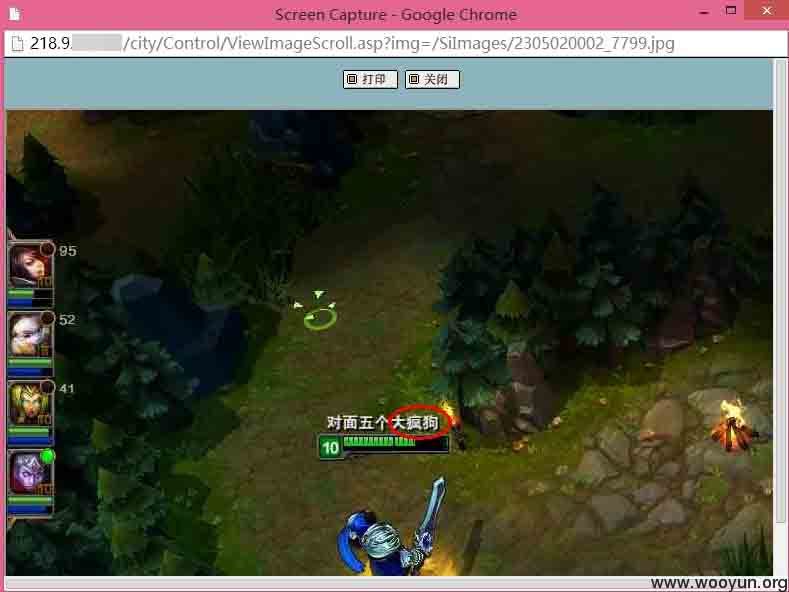 Screen Capture - Google Chrome
218.9. /city/Control/ViewImageScroll.asp?img=/SiImages/2305020002_7799.jpg
打印 关闭
95
52
41
对面五个大疯狗
10
www.wooyun.org